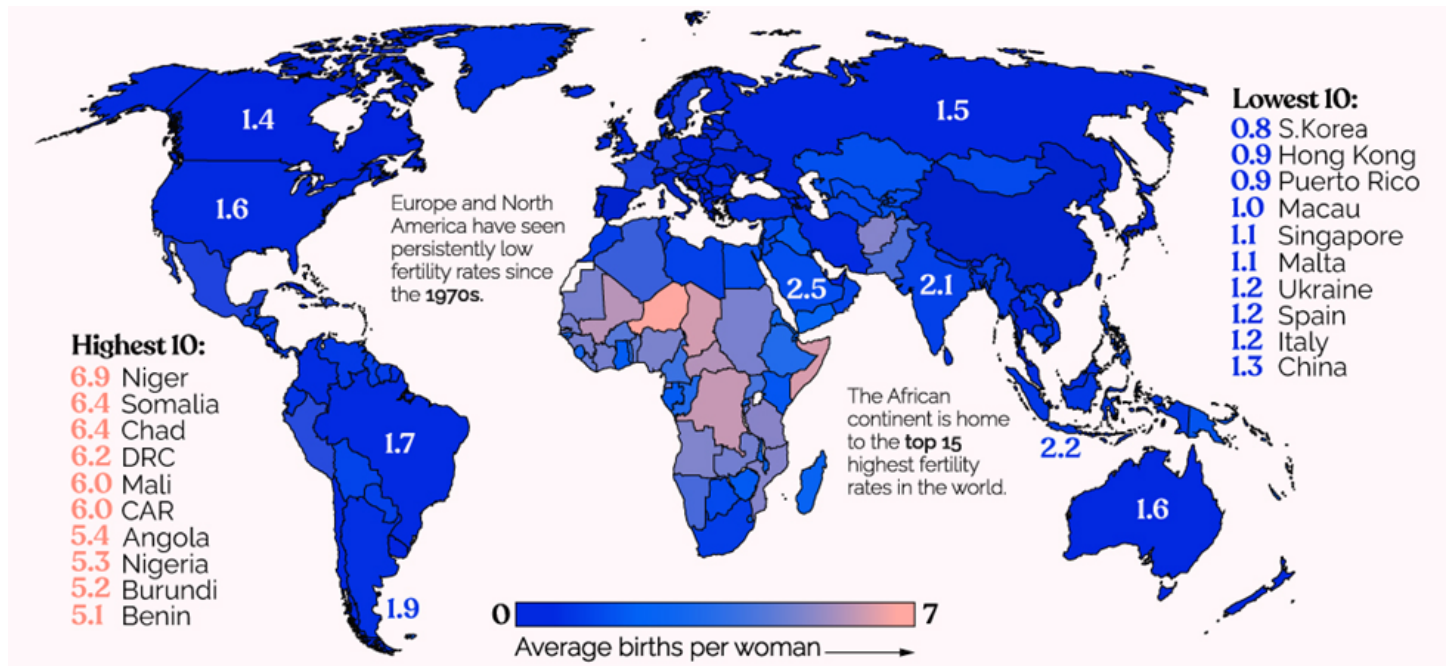 1.4
1.6
Europe and North
America have seen
persistently low
fertility rates since
the 1970s.
1.5
2.5
2.1
Lowest 10:
0.8 S.Korea
0.9 Hong Kong
0.9 Puerto Rico
1.0 Macau
1.1 Singapore
1.1 Malta
1.2 Ukraine
1.2 Spain
1.2 Italy
1.3 China
Highest 10:
6.9 Niger
6.4 Somalia
6.4 Chad
6.2 DRC
6.0 Mali
6.0 CAR
5.4 Angola
5.3 Nigeria
5.2 Burundi
5.1 Benin
1.7
1.9
The African
continent is home
to the top 15
highest fertility
rates in the world.
2.2
1.6
0 7
Average births per woman